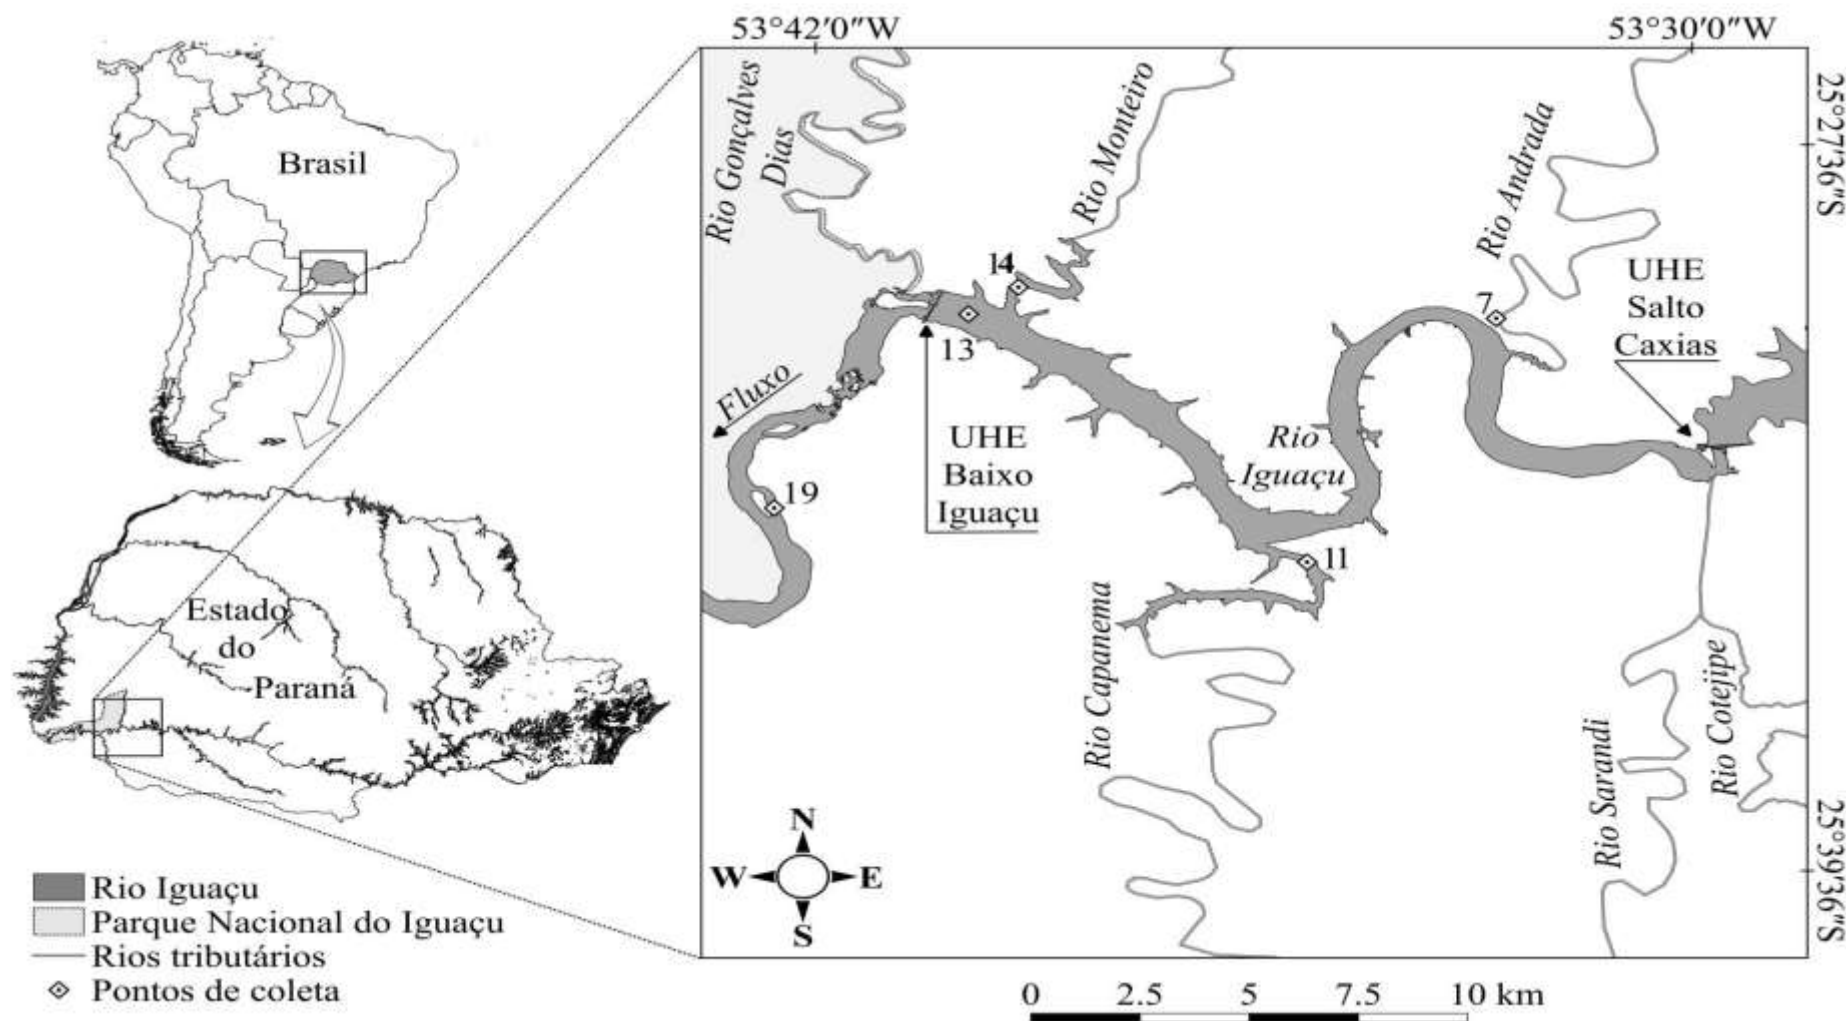 53°42'0"W
53°30'0"W
Brasil
Rio Gonçalves
Dias
Rio Monteiro
Rio Andrada
25°27'36"S
14
13
7
UHE
Salto
Caxias
Fluxo
UHE
Baixo
Iguaçu
Rio
Iguaçu
19
11
Estado
do
Paraná
Rio Capanema
Rio Sarandi
Rio Cotejipe
25°39'36"S
N
W
E
S
Rio Iguaçu
Parque Nacional do Iguaçu
Rios tributários
Pontos de coleta
0 2.5 5 7.5 10 km